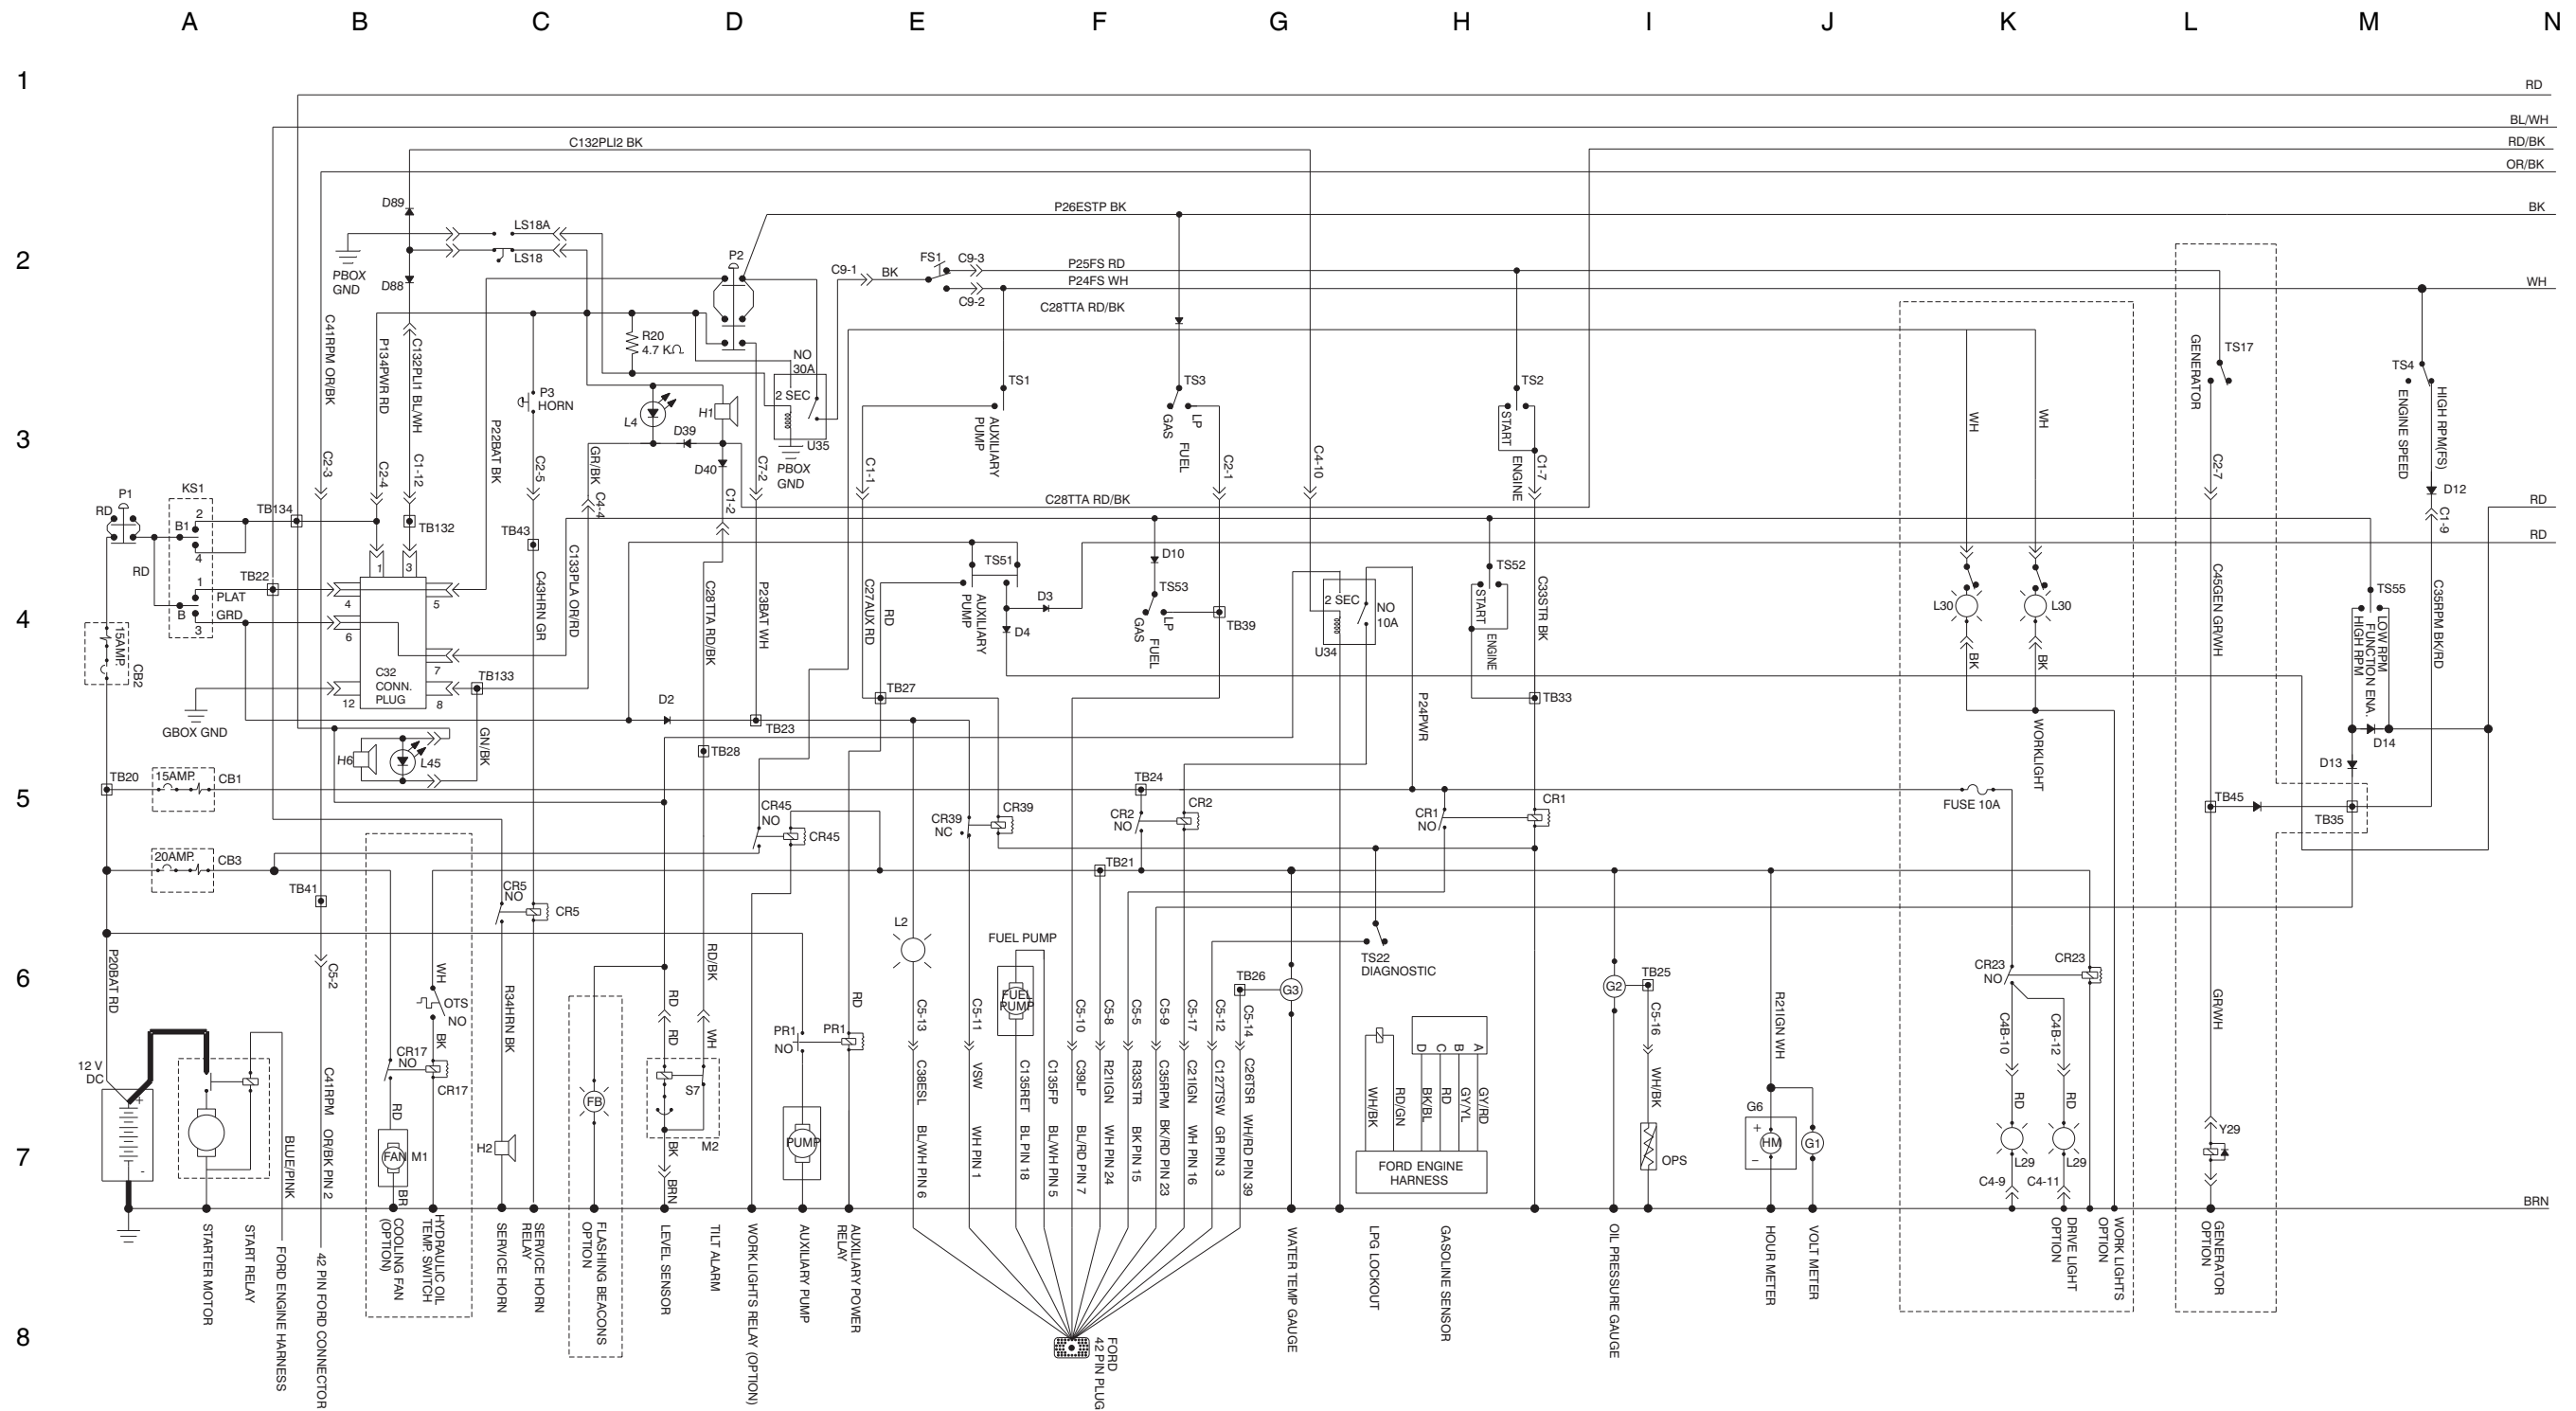 A B C D E F G H I J K L M N
1
RD
BL/WH
C132PLI2 BK
RD/BK
OR/BK
D89
P26ESTP BK
BK
LS18A
2
PBOX
GND
LS18
D88
P2
C9-1
BK
FS1
C9-3
C9-2
P25FS RD
P24FS WH
WH
C28TTA RD/BK
C41RPM OR/BK
P134PWR RD
C132PLI1 BL/WH
R20
4.7 KΩ
NO
30A
2 SEC
U35
PBOX
GND
P3
HORN
L4
H1
D39
D40
TS1
AUXILIARY
PUMP
TS3
GAS
LP
FUEL
TS2
START
ENGINE
GENERATOR
TS17
TS4
ENGINE SPEED
HIGH RPM(FS)
WH
WH
3
C2-3
C2-4
C1-12
P22BAT BK
C2-5
GR/BK
C4-4
C1-2
C7-2
C1-1
C2-1
C4-10
C1-7
C2-7
D12
C1-9
P1
RD
KS1
B1
2
4
TB134
TB132
TB43
C28TTA RD/BK
RD
RD
RD
TB22
1
PLAT
B
GRD
3
1
3
4
5
6
7
12
8
C32
CONN.
PLUG
C43HRN GR
C133PLA OR/RD
C28TTA RD/BK
P23BAT WH
C27AUX RD
RD
TS51
AUXILIARY
PUMP
D3
D4
D10
TS53
GAS
LP
FUEL
TB39
2 SEC
NO
10A
U34
TS52
START
ENGINE
C33STR BK
L30
L30
BK
BK
C45GEN GR/WH
TS55
HIGH RPM
FUNCTION ENA.
LOW RPM
C35RPM BK/RD
4
15AMP.
CB2
GBOX GND
TB133
GN/BK
D2
TB23
TB27
TB28
P24PWR
TB33
WORKLIGHT
D14
D13
H6
L45
TB20
15AMP.
CB1
5
TB24
CR45
NO
CR45
CR39
NC
CR39
CR2
NO
CR2
CR1
NO
CR1
FUSE 10A
TB45
TB35
20AMP.
CB3
TB21
TB41
CR5
NO
CR5
L2
FUEL PUMP
FUEL
PUMP
TS22
DIAGNOSTIC
6
P20BAT RD
C5-2
WH
OTS
NO
BK
R34HRN BK
RD
RD
RD/BK
WH
RD
TB26
G3
G2
TB25
C5-16
R21IGN WH
CR23
NO
CR23
C4B-10
C4B-12
GR/WH
C5-13
C5-11
C5-10
C5-8
C5-5
C5-9
C5-17
C5-12
C5-14
PR1
NO
PR1
D C B A
12 V
DC
+
-
CR17
NO
CR17
RD
FB
S7
M2
C41RPM OR/BK PIN 2
C38ESL BL/WH PIN 6
VSW WH PIN 1
C135RET BL PIN 18
C135FP BL/WH PIN 5
C39LP BL/RD PIN 7
R21IGN WH PIN 24
R33STR BK PIN 15
C35RPM BK/RD PIN 23
C21IGN WH PIN 16
C127TSW GR PIN 3
C26TSR WH/RD PIN 39
WH/BK
RD/GN
BK/BL
RD
GY/YL
GY/RD
WH/BK
RD
RD
7
BLUE/PINK
FAN
M1
BR
H2
BK
BRN
PUMP
FORD ENGINE
HARNESS
OPS
G6
+
HM
−
G1
L29
L29
C4-9
C4-11
Y29
BRN
STARTER MOTOR
START RELAY
FORD ENGINE HARNESS
42 PIN FORD CONNECTOR
COOLING FAN
(OPTION)
HYDRAULIC OIL
TEMP. SWITCH
SERVICE HORN
SERVICE HORN
RELAY
FLASHING BEACONS
OPTION
LEVEL SENSOR
TILT ALARM
WORK LIGHTS RELAY (OPTION)
AUXILIARY PUMP
AUXILIARY POWER
RELAY
FORD
42 PIN PLUG
WATER TEMP GAUGE
LPG LOCKOUT
GASOLINE SENSOR
OIL PRESSURE GAUGE
HOUR METER
VOLT METER
DRIVE LIGHT
OPTION
WORK LIGHTS
OPTION
GENERATOR
OPTION
8